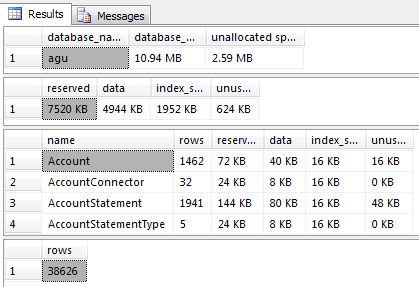 Results Messages
database_na... database_... unallocated sp...
1 agu 10.94 MB 2.59 MB
reserved data index_s... unus...
1 7520 KB 4944 KB 1952 KB 624 KB
name rows reserv... data index_s... unus...
1 Account 1462 72 KB 40 KB 16 KB 16 KB
2 AccountConnector 32 24 KB 8 KB 16 KB 0 KB
3 AccountStatement 1941 144 KB 80 KB 16 KB 48 KB
4 AccountStatementType 5 24 KB 8 KB 16 KB 0 KB
rows
1 38626